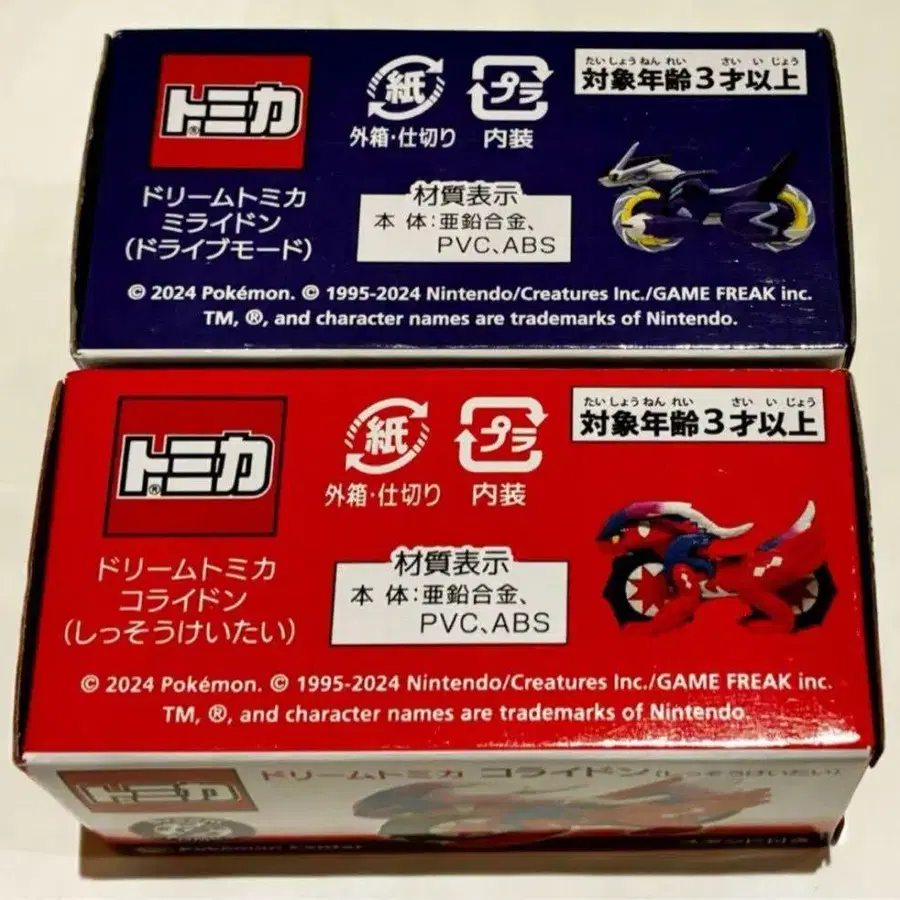 トミカ®
紙
外箱・仕切り
プラ
内装
たいしょうねんれい さいいじょう
対象年齢3才以上
ドリームトミカ
ミライドン
(ドライブモード)
材質表示
本 体:亜鉛合金、
PVC、ABS
© 2024 Pokémon. © 1995-2024 Nintendo/Creatures Inc./GAME FREAK inc.
TM, ®, and character names are trademarks of Nintendo.
トミカ®
紙
外箱・仕切り
プラ
内装
たいしょうねんれい さいいじょう
対象年齢3才以上
ドリームトミカ
コライドン
(しっそうけいたい)
材質表示
本 体:亜鉛合金、
PVC、ABS
© 2024 Pokémon. © 1995-2024 Nintendo/Creatures Inc./GAME FREAK inc.
TM, ®, and character names are trademarks of Nintendo.
トミカ
ドリームトミカ コライドン(しっそうけいたい)
Pokémon Center